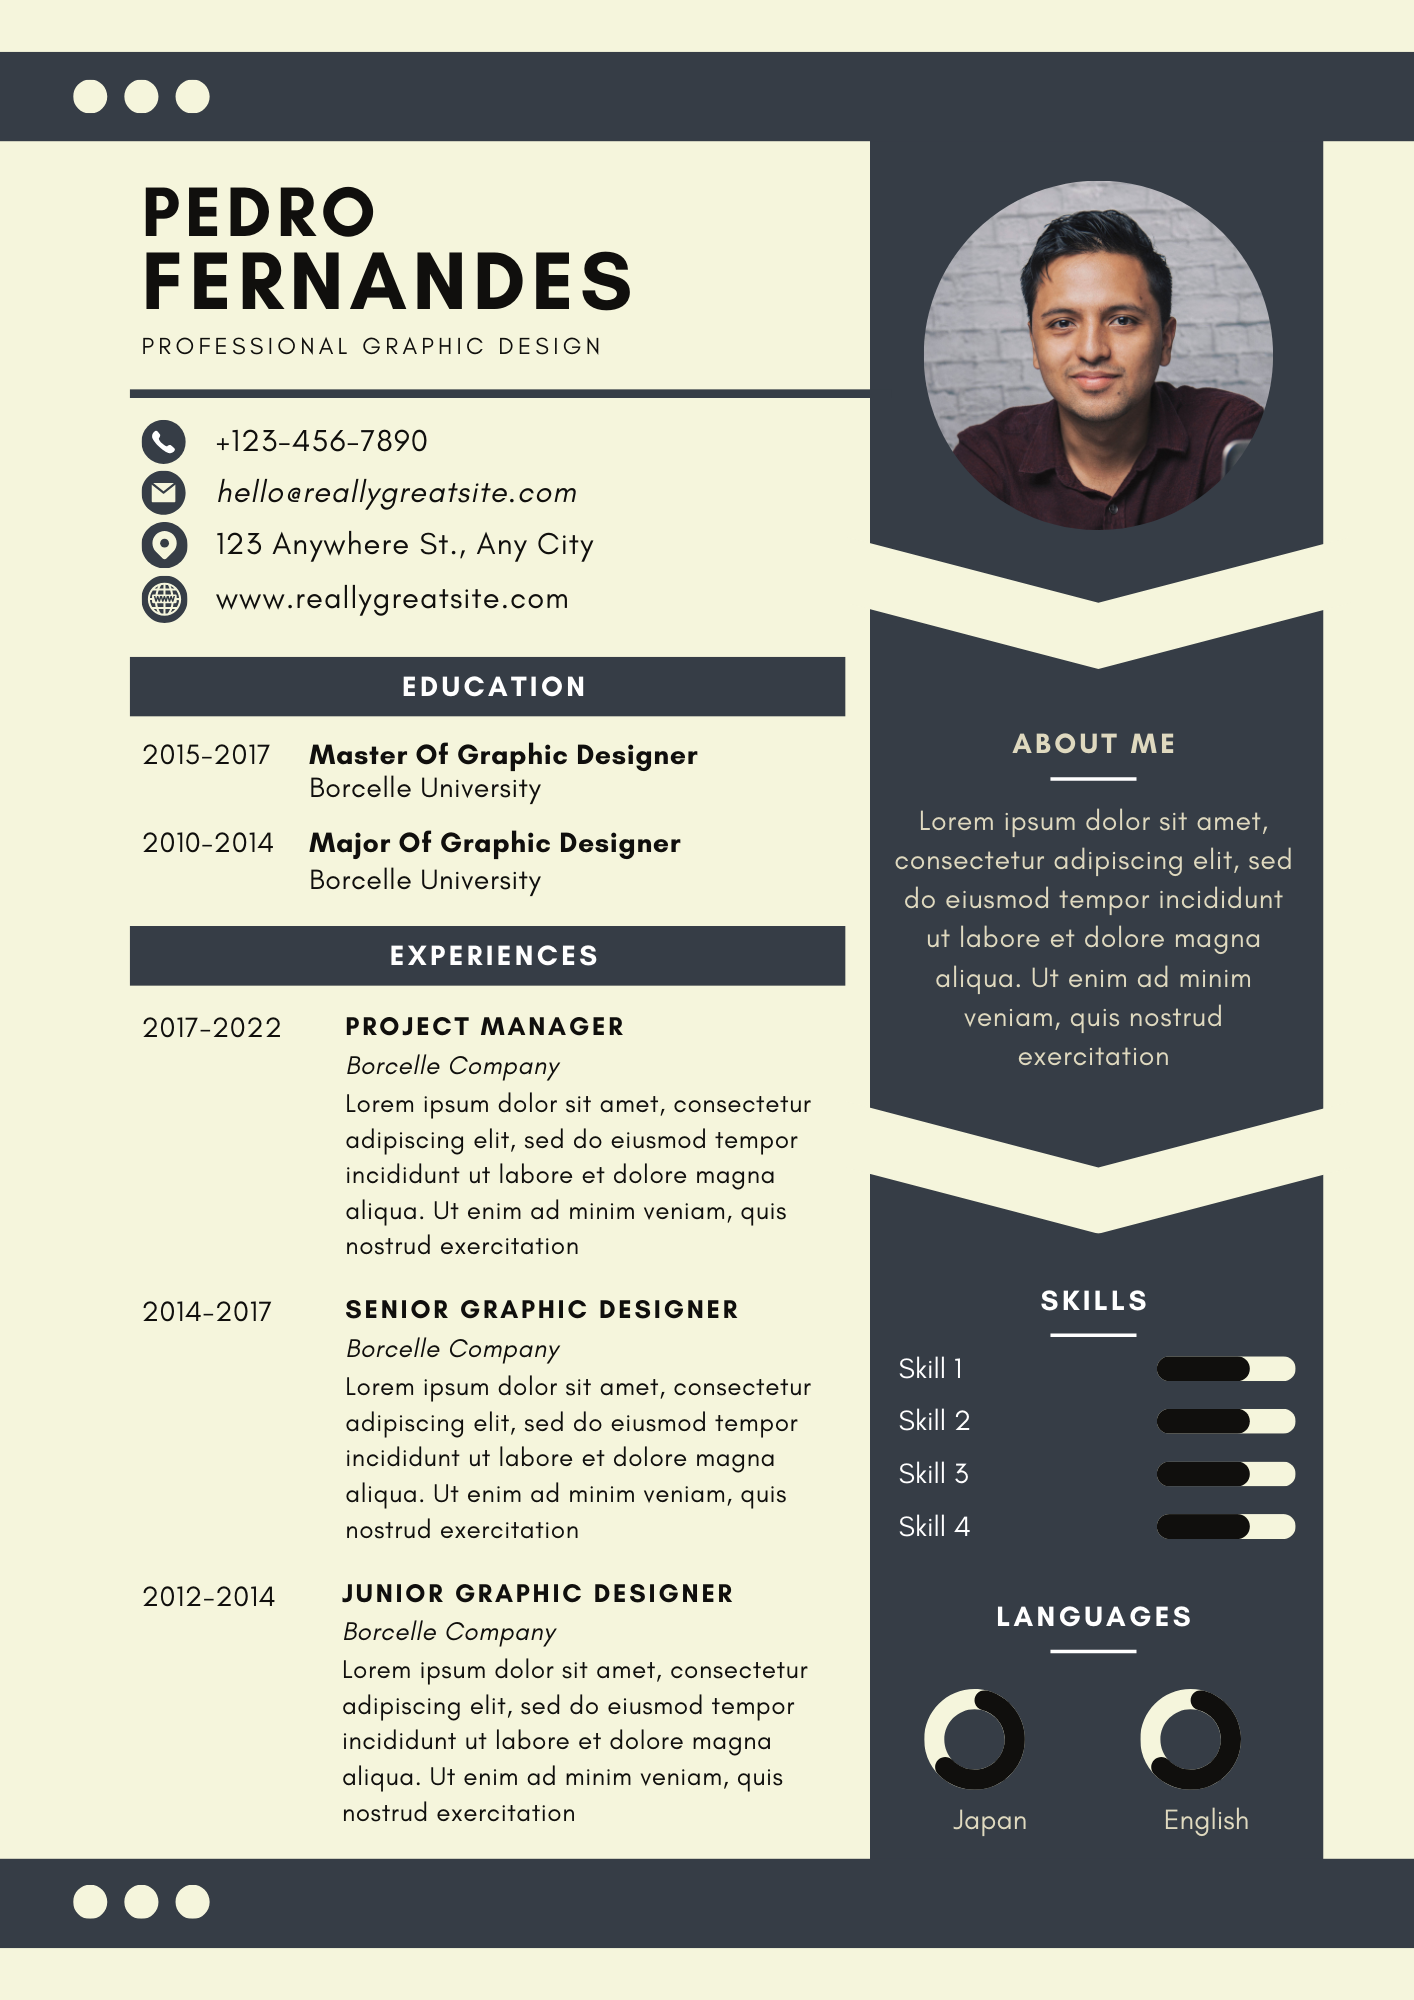 PEDRO
FERNANDES
PROFESSIONAL GRAPHIC DESIGN
+123-456-7890
hello@reallygreatsite.com
123 Anywhere St., Any City
www.reallygreatsite.com
EDUCATION
2015-2017 Master Of Graphic Designer
Borcelle University
2010-2014 Major Of Graphic Designer
Borcelle University
EXPERIENCES
2017-2022 PROJECT MANAGER
Borcelle Company
Lorem ipsum dolor sit amet, consectetur
adipiscing elit, sed do eiusmod tempor
incididunt ut labore et dolore magna
aliqua. Ut enim ad minim veniam, quis
nostrud exercitation
2014-2017 SENIOR GRAPHIC DESIGNER
Borcelle Company
Lorem ipsum dolor sit amet, consectetur
adipiscing elit, sed do eiusmod tempor
incididunt ut labore et dolore magna
aliqua. Ut enim ad minim veniam, quis
nostrud exercitation
2012-2014 JUNIOR GRAPHIC DESIGNER
Borcelle Company
Lorem ipsum dolor sit amet, consectetur
adipiscing elit, sed do eiusmod tempor
incididunt ut labore et dolore magna
aliqua. Ut enim ad minim veniam, quis
nostrud exercitation
ABOUT ME
Lorem ipsum dolor sit amet,
consectetur adipiscing elit, sed
do eiusmod tempor incididunt
ut labore et dolore magna
aliqua. Ut enim ad minim
veniam, quis nostrud
exercitation
SKILLS
Skill 1
Skill 2
Skill 3
Skill 4
LANGUAGES
Japan English